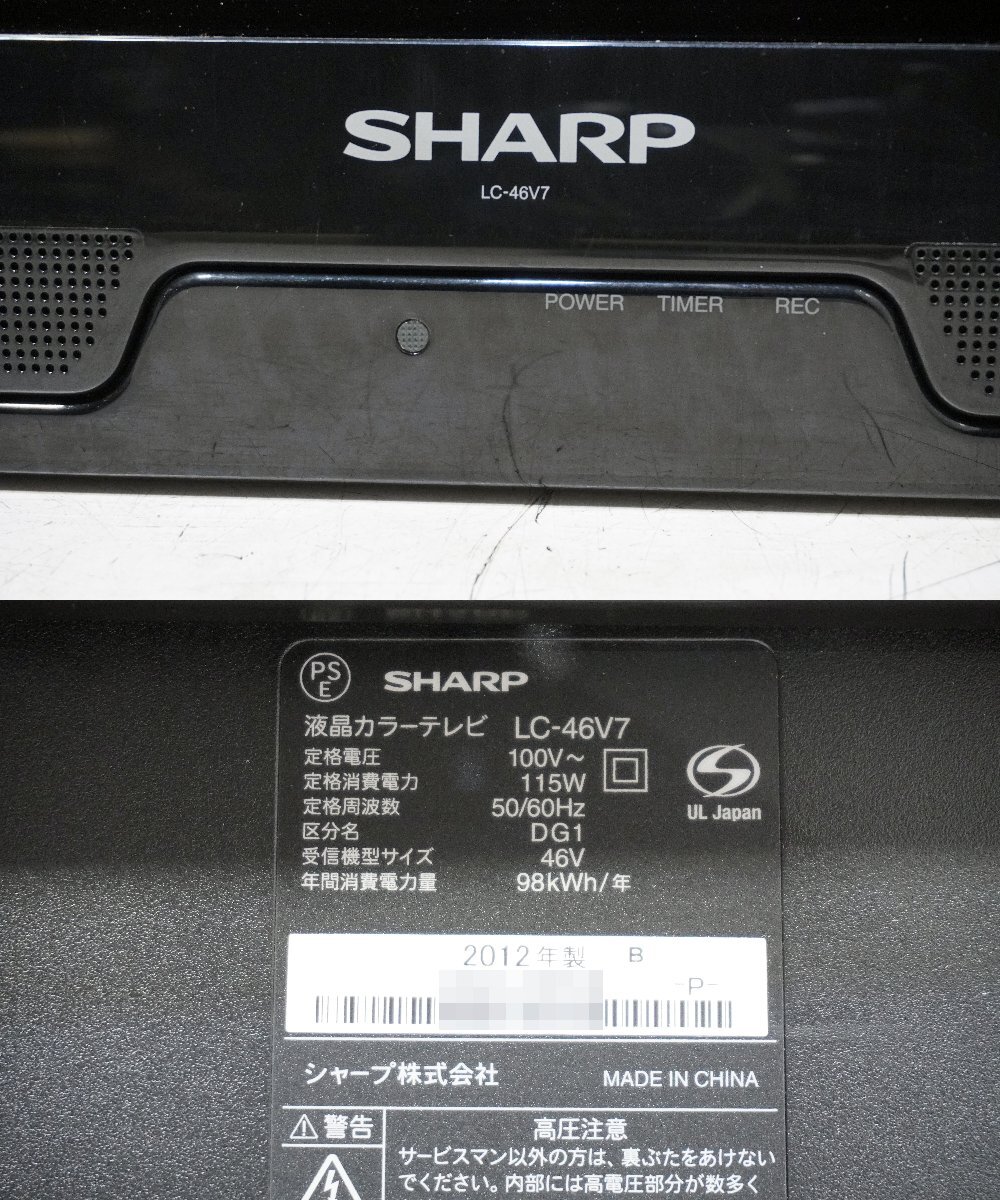 SHARP
LC-46V7
POWER TIMER REC
PS
E
SHARP
液晶カラーテレビ LC-46V7
定格電圧 100V～
定格消費電力 115W
定格周波数 50/60Hz
区分名 DG1
受信機型サイズ 46V
年間消費電力量 98kWh/年
UL Japan
2012年製 B
-P-
シャープ株式会社 MADE IN CHINA
警告 高圧注意
サービスマン以外の方は、裏ぶたをあけない
でください。内部には高電圧部分が数多く